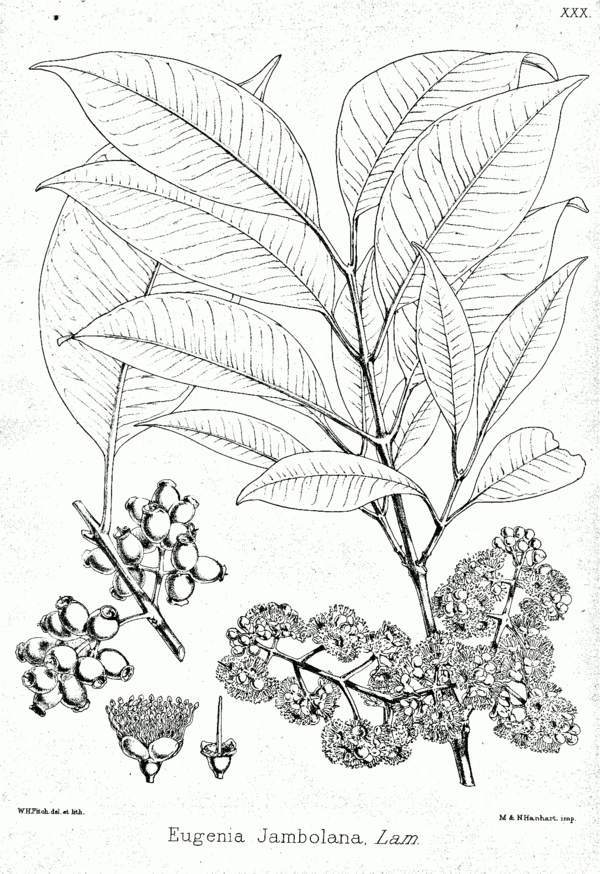 XXX.
W.H.Fitch.del.et lith.
M & N.Hanhart. imp.
Eugenia Jambolana, Lam.